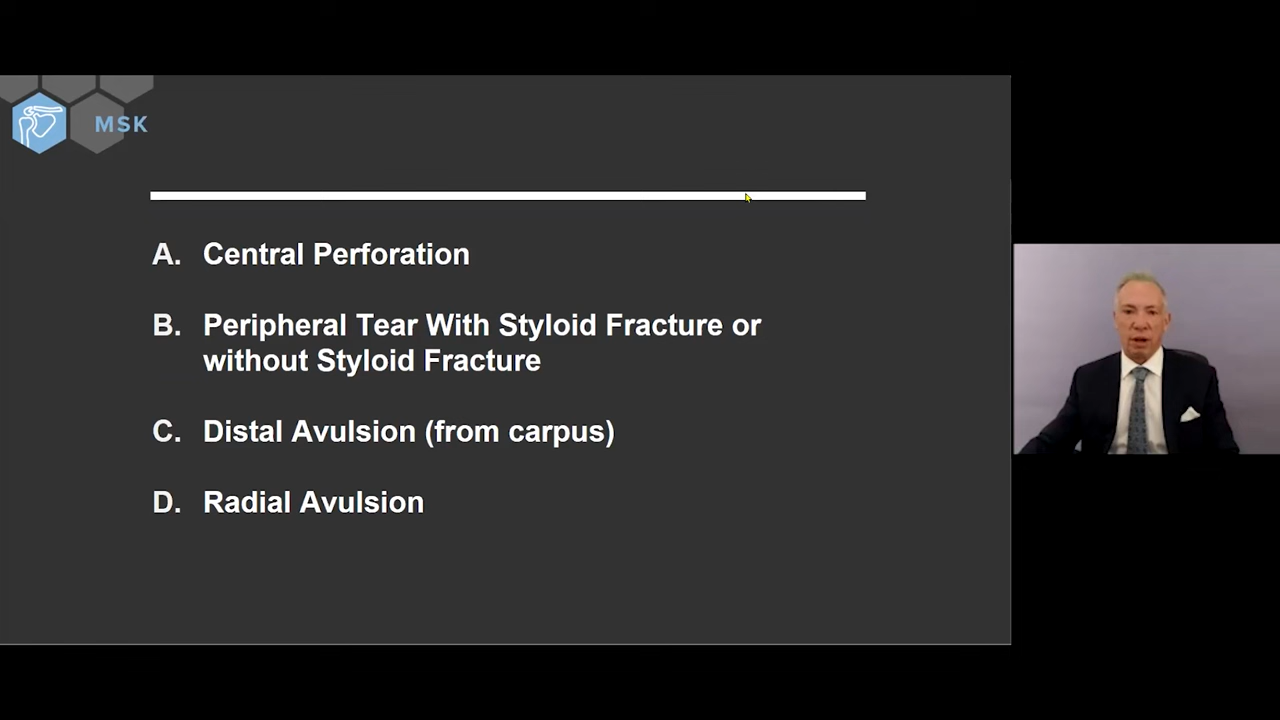 MSK
A. Central Perforation
B. Peripheral Tear With Styloid Fracture or
without Styloid Fracture
C. Distal Avulsion (from carpus)
D. Radial Avulsion